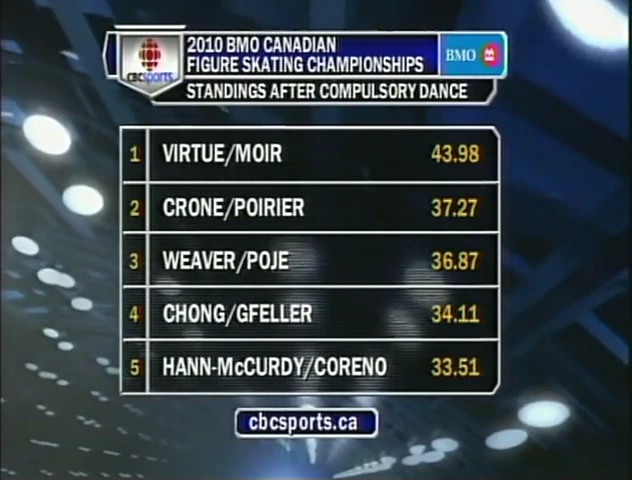 2010 BMO CANADIAN
FIGURE SKATING CHAMPIONSHIPS
BMO M
CBCSPORTS
STANDINGS AFTER COMPULSORY DANCE
1 VIRTUE/MOIR 43.98
2 CRONE/POIRIER 37.27
3 WEAVER/POJE 36.87
4 CHONG/GFELLER 34.11
5 HANN-McCURDY/CORENO 33.51
cbcsports.ca